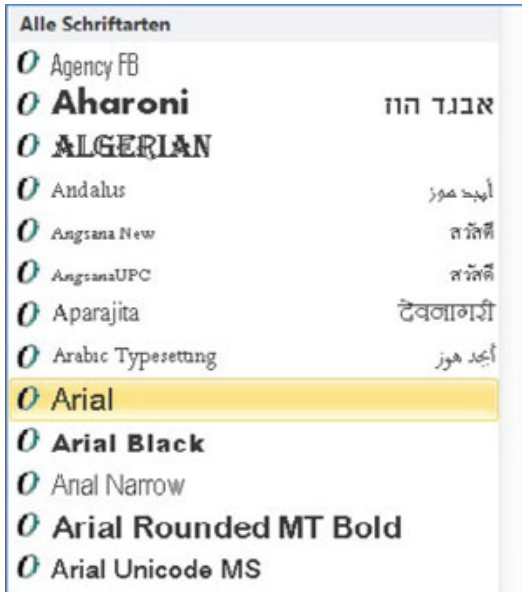 Alle Schriftarten
Agency FB
Aharoni אבגד הוז
ALGERIAN
Andalus أبجد هوز
Angsana New สวัสดี
AngsanaUPC สวัสดี
Aparajita देवनागरी
Arabic Typesetting أبجد هوز
Arial
Arial Black
Arial Narrow
Arial Rounded MT Bold
Arial Unicode MS